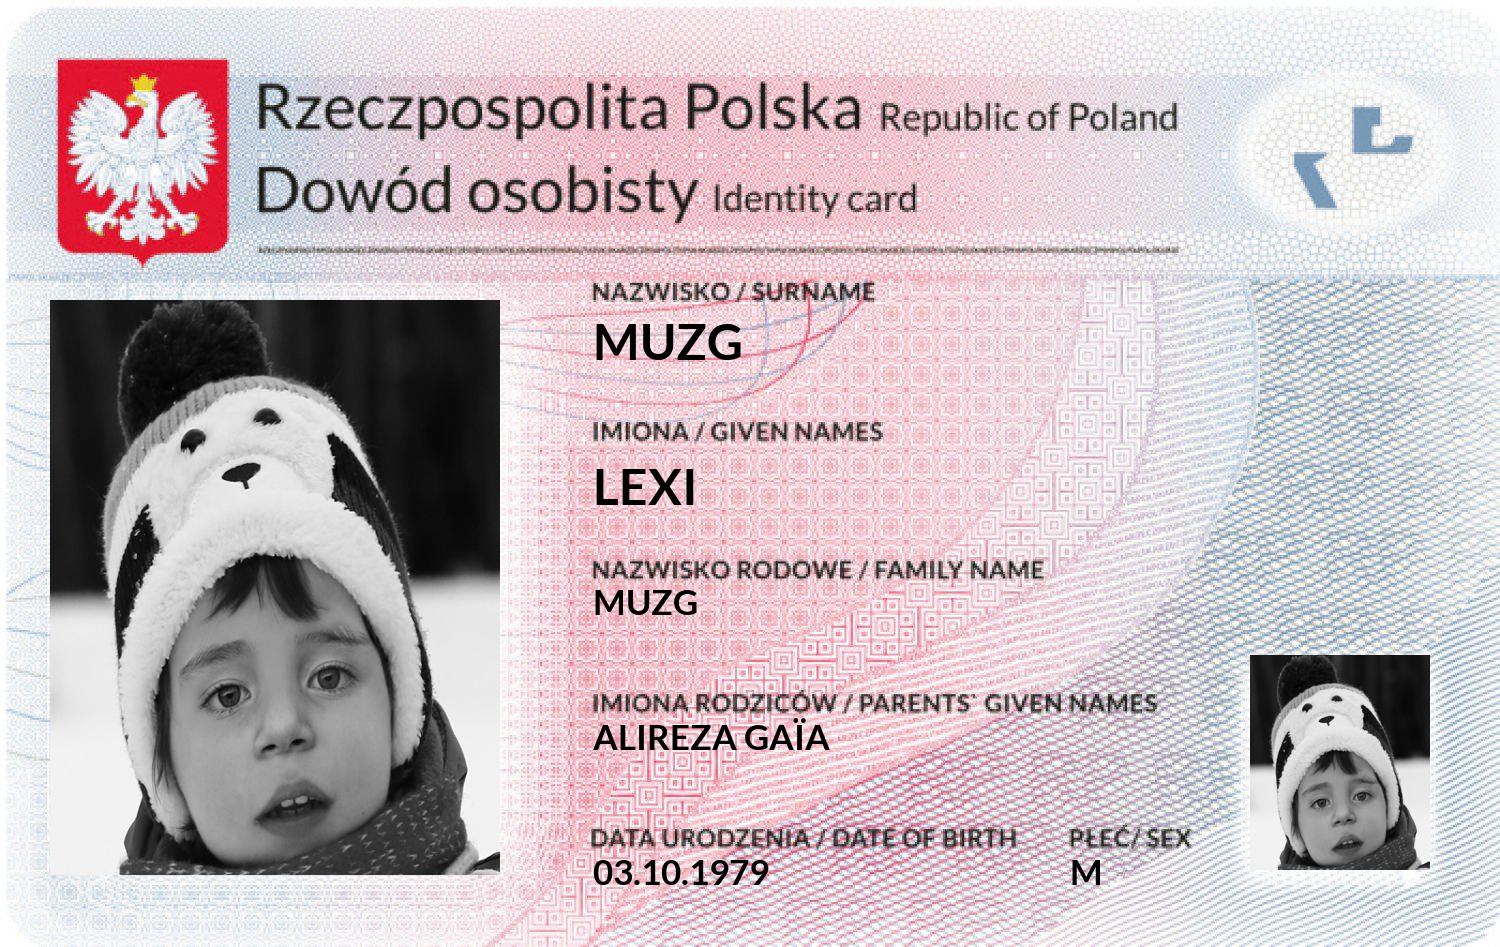 Rzeczpospolita Polska Republic of Poland
Dowód osobisty Identity card
NAZWISKO / SURNAME
MUZG
IMIONA / GIVEN NAMES
LEXI
NAZWISKO RODOWE / FAMILY NAME
MUZG
IMIONA RODZICÓW / PARENTS` GIVEN NAMES
ALIREZA GAÏA
DATA URODZENIA / DATE OF BIRTH PŁEĆ/ SEX
03.10.1979 M